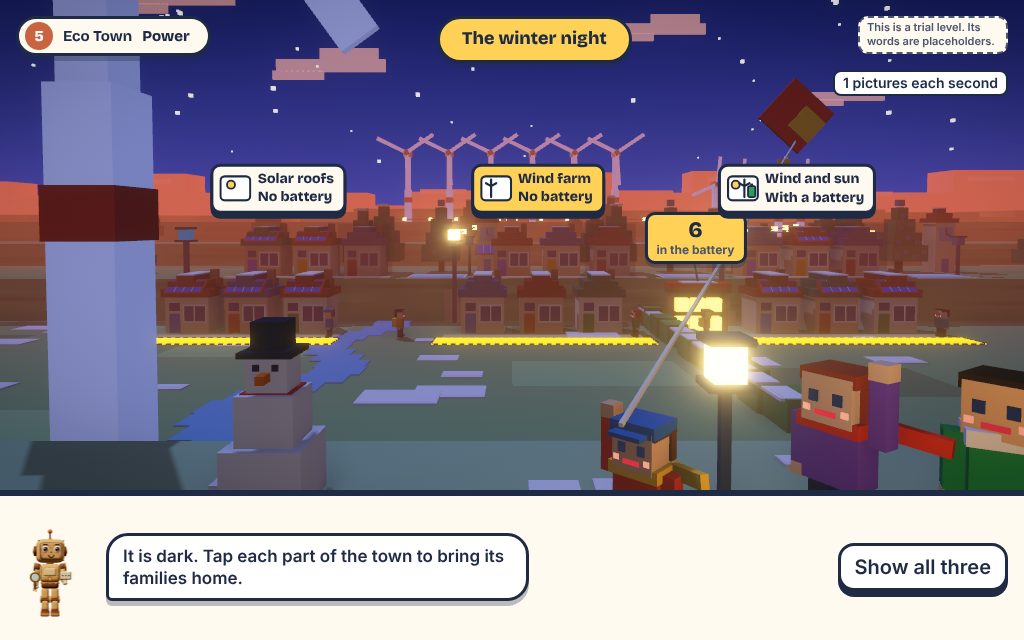 5 Eco Town Power
The winter night
This is a trial level. Its
words are placeholders.
1 pictures each second
Solar roofs
No battery
Wind farm
No battery
Wind and sun
With a battery
6
in the battery
It is dark. Tap each part of the town to bring its
families home.
Show all three